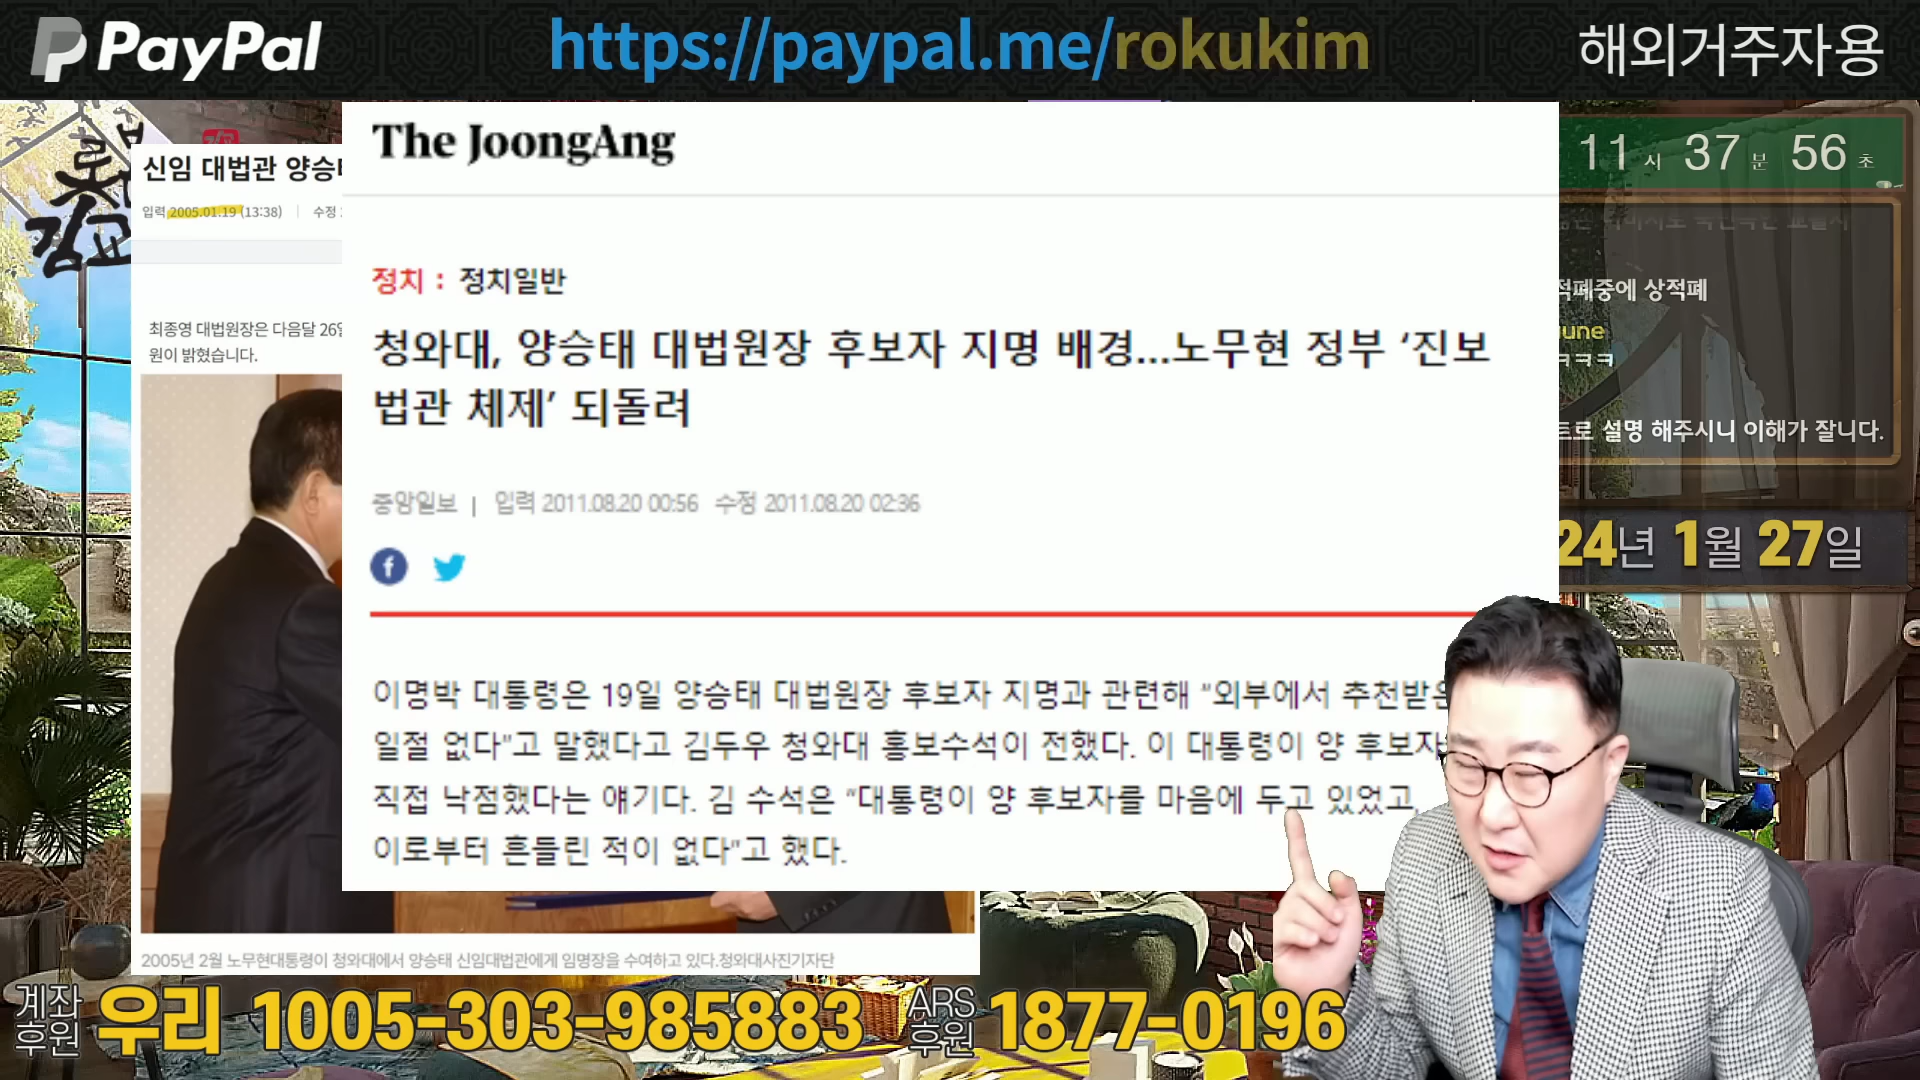 PayPal
https://paypal.me/rokukim
해외거주자용
신임 대법관 양승
입력 2005.01.19 (13:38)
수정
최종영 대법원장은 다음달 26일
원이 밝혔습니다.
The JoongAng
정치 : 정치일반
청와대, 양승태 대법원장 후보자 지명 배경...노무현 정부 ‘진보
법관 체제’ 되돌려
중앙일보 | 입력 2011.08.20 00:56 수정 2011.08.20 02:36
이명박 대통령은 19일 양승태 대법원장 후보자 지명과 관련해 “외부에서 추천받은
일절 없다”고 말했다고 김두우 청와대 홍보수석이 전했다. 이 대통령이 양 후보자
직접 낙점했다는 얘기다. 김 수석은 “대통령이 양 후보자를 마음에 두고 있었고,
이로부터 흔들린 적이 없다”고 했다.
2005년 2월 노무현대통령이 청와대에서 양승태 신임대법관에게 임명장을 수여하고 있다.청와대사진기자단
11시 37분 56초
적폐중에 상적폐
une
ㅋㅋㅋ
트로 설명 해주시니 이해가 잘니다.
24년 1월 27일
계좌
후원
우리 1005-303-985883
ARS
후원
1877-0196